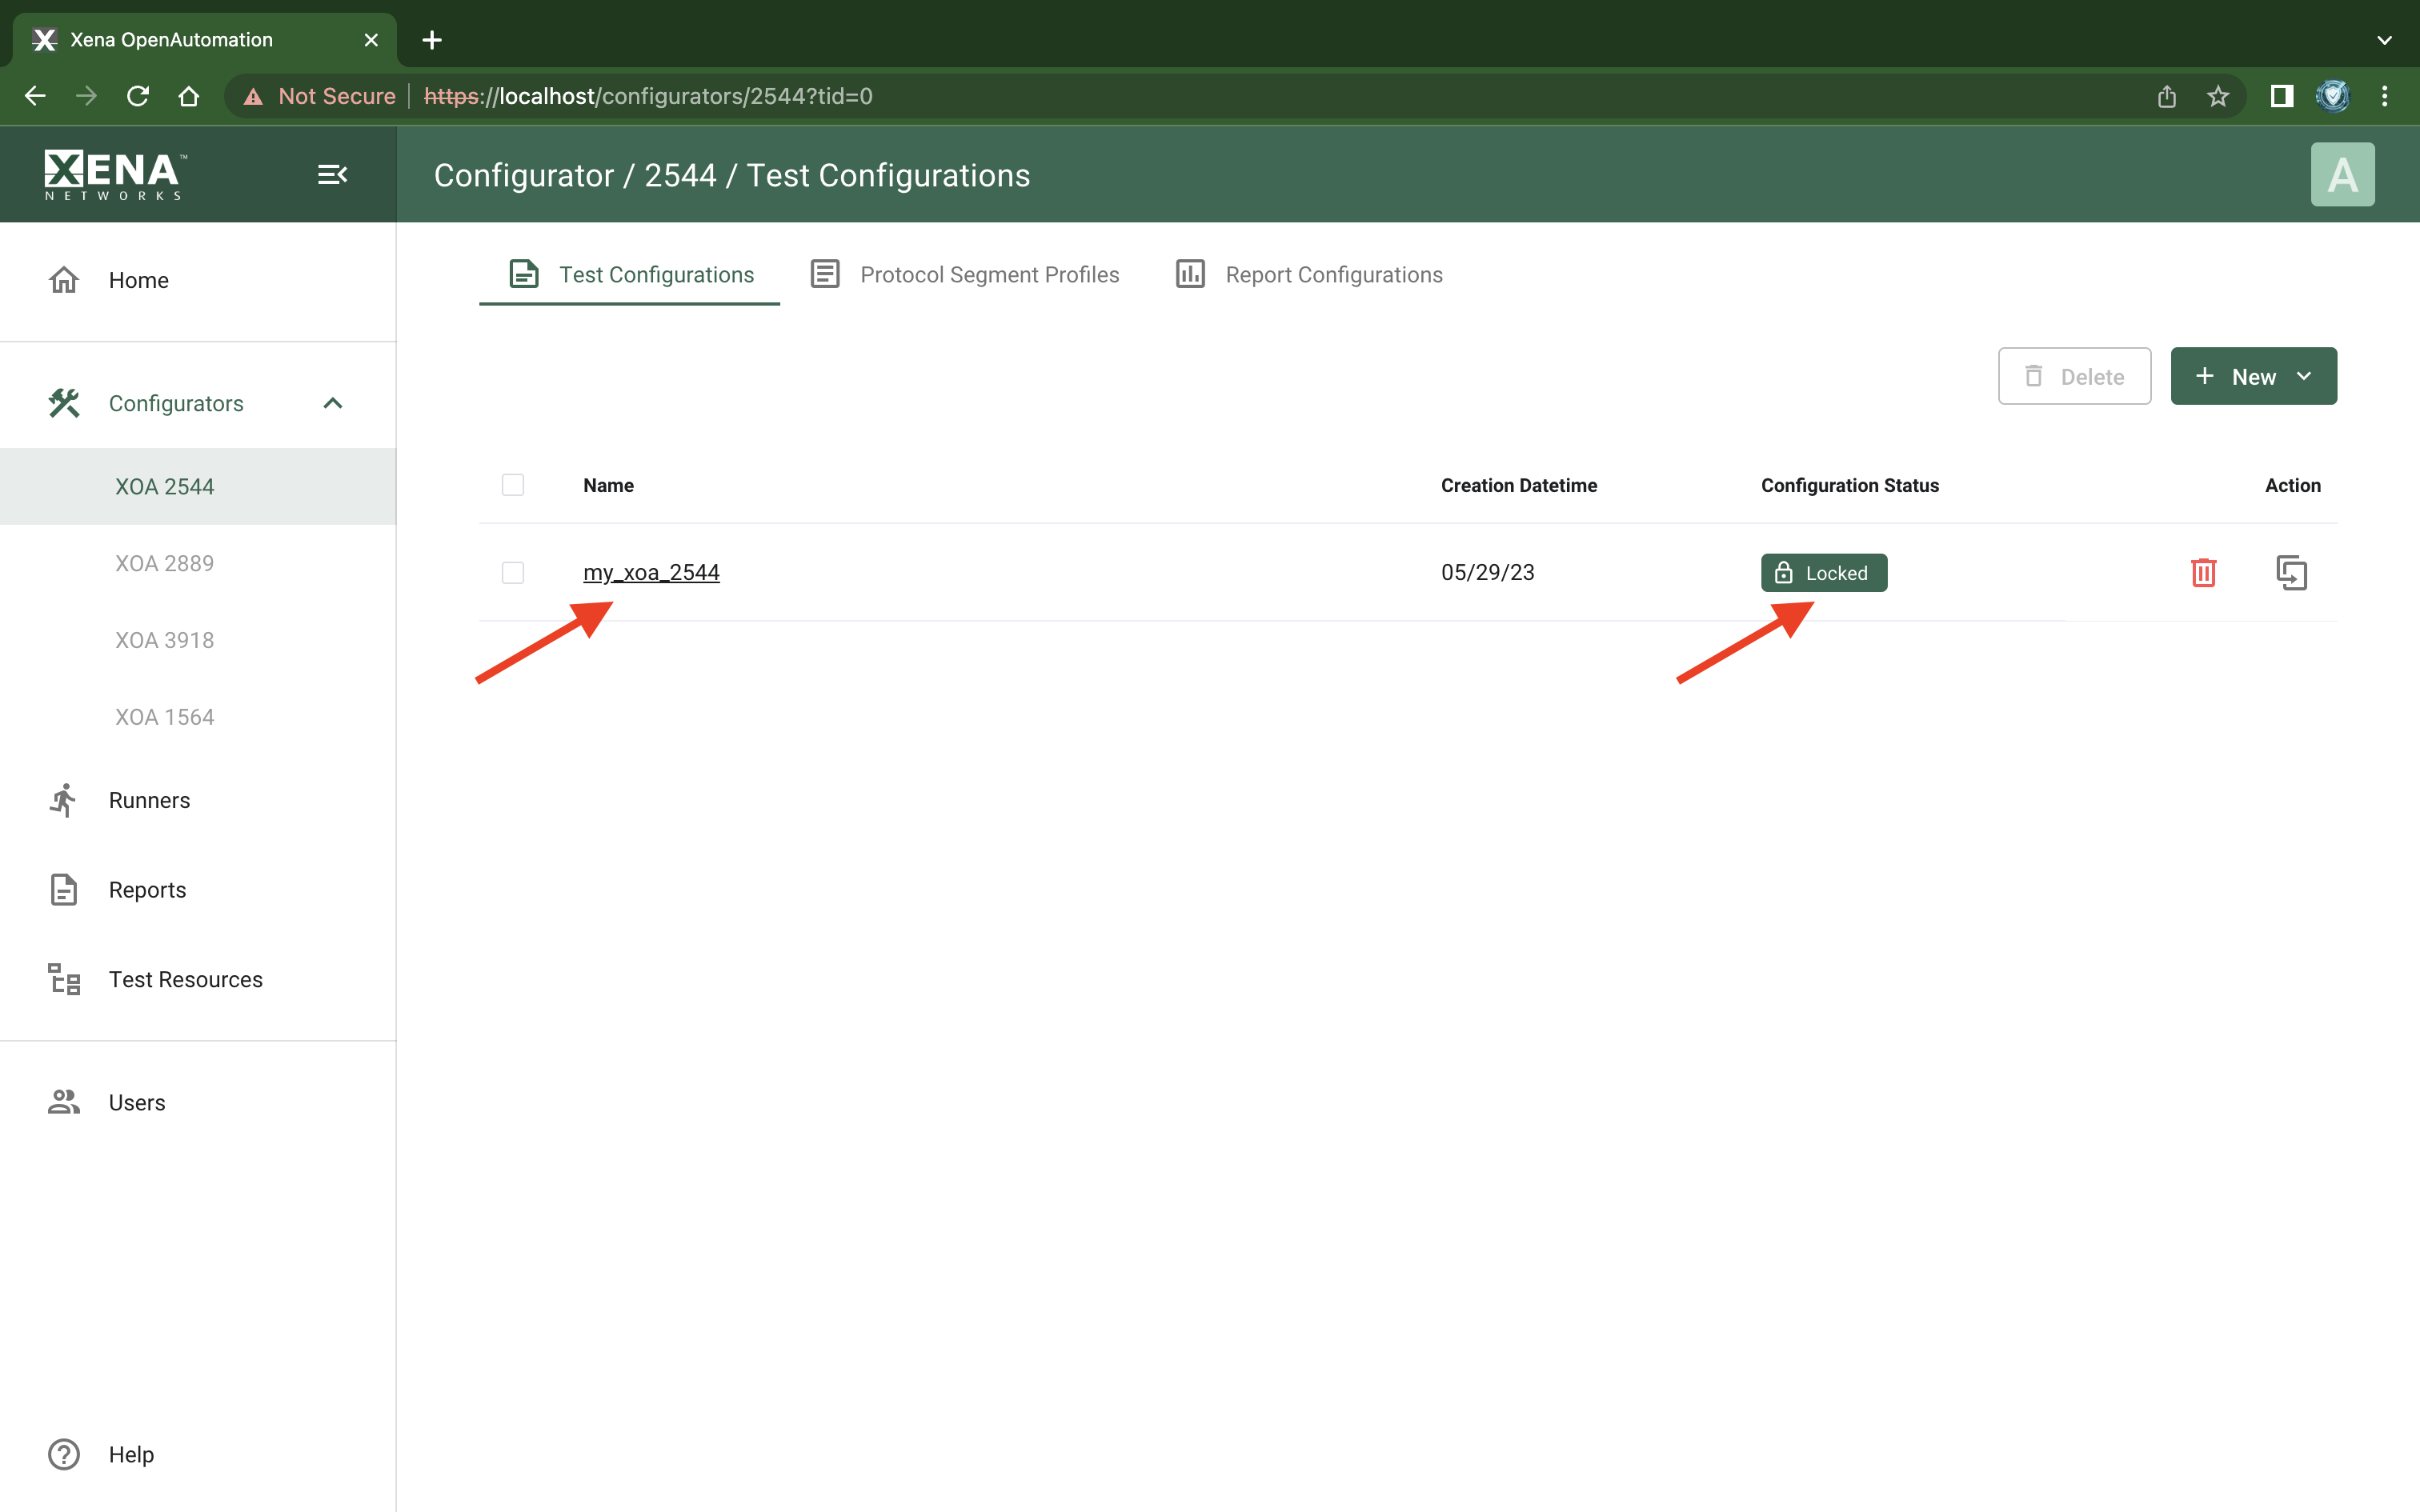 Xena OpenAutomation
Not Secure https://localhost/configurators/2544?tid=0
XENA™
NETWORKS
Configurator / 2544 / Test Configurations
A
Home
Configurators
XOA 2544
XOA 2889
XOA 3918
XOA 1564
Runners
Reports
Test Resources
Users
Help
Test Configurations Protocol Segment Profiles Report Configurations
Delete New
Name Creation Datetime Configuration Status Action
my_xoa_2544 05/29/23 Locked